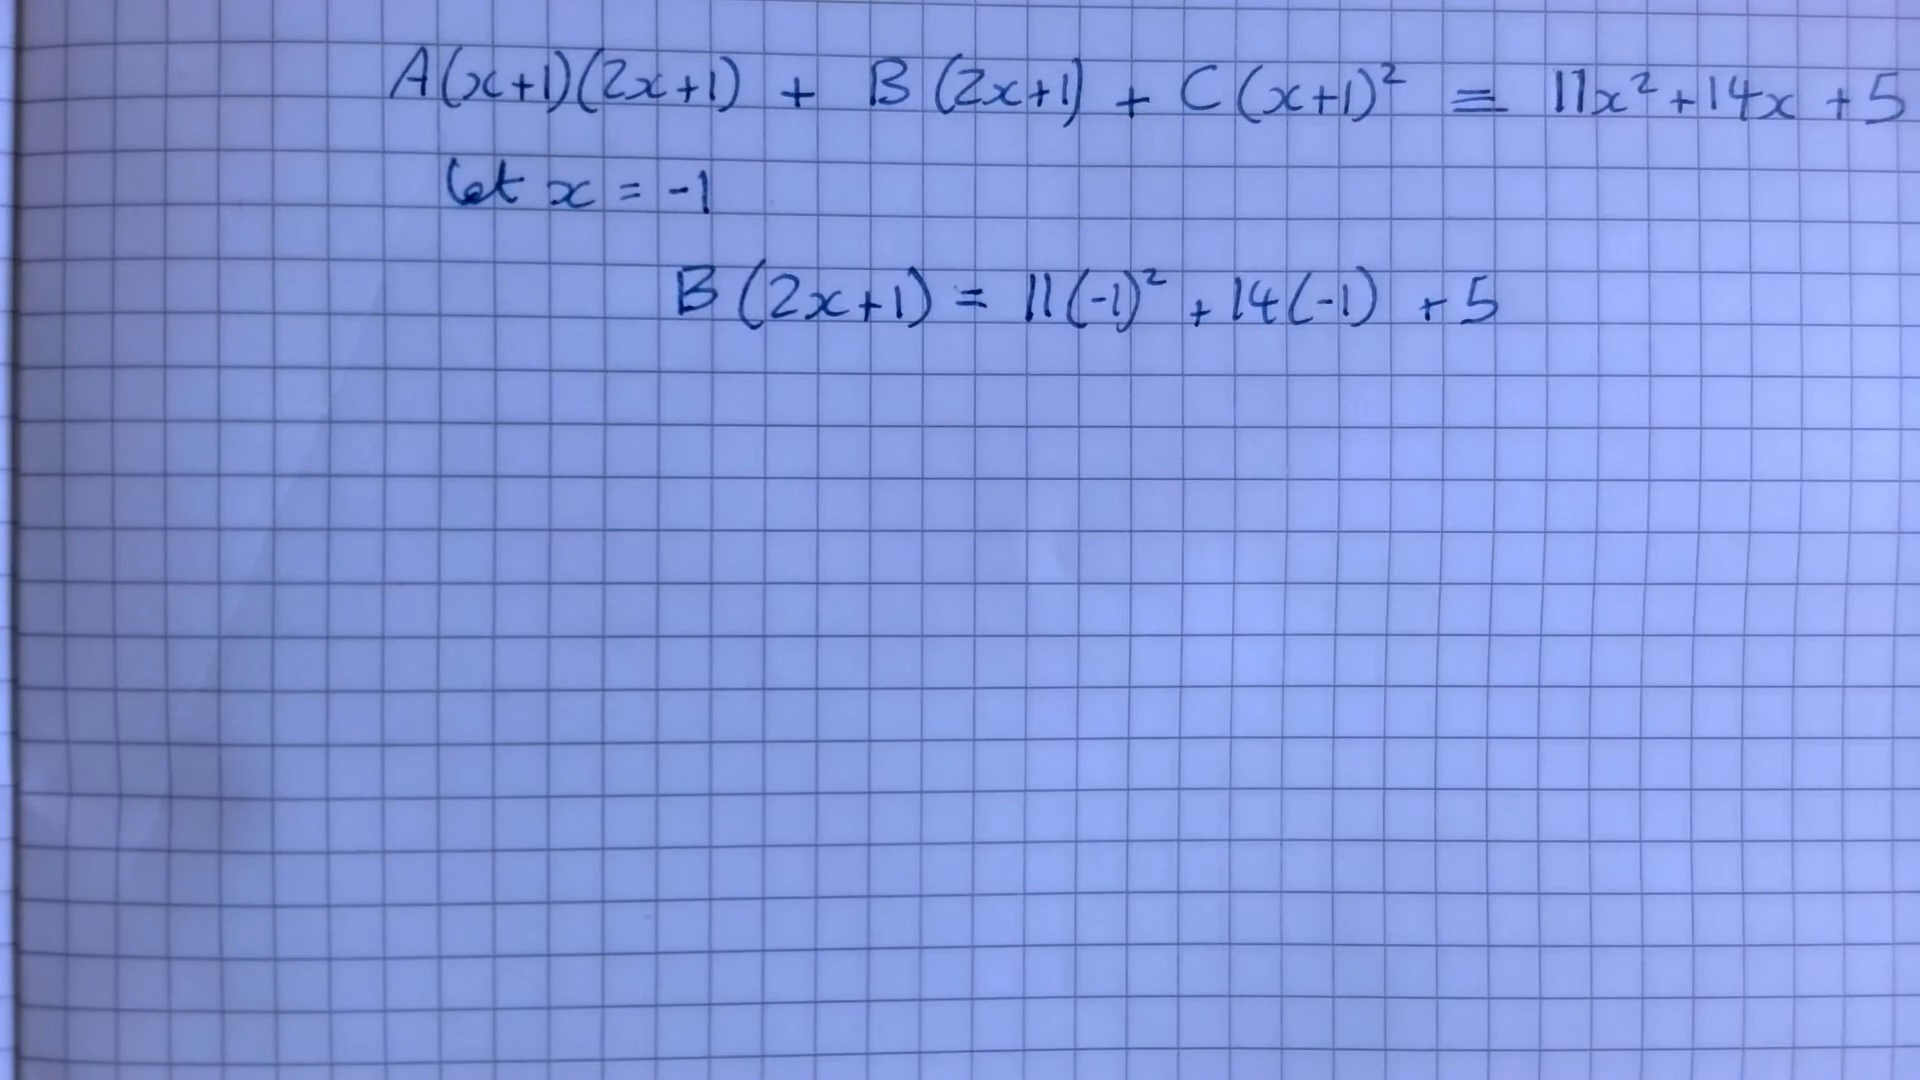 A(x+1)(2x+1) + B(2x+1) + C(x+1)² ≡ 11x²+14x+5
let x = -1
B(2x+1) = 11(-1)² + 14(-1) + 5